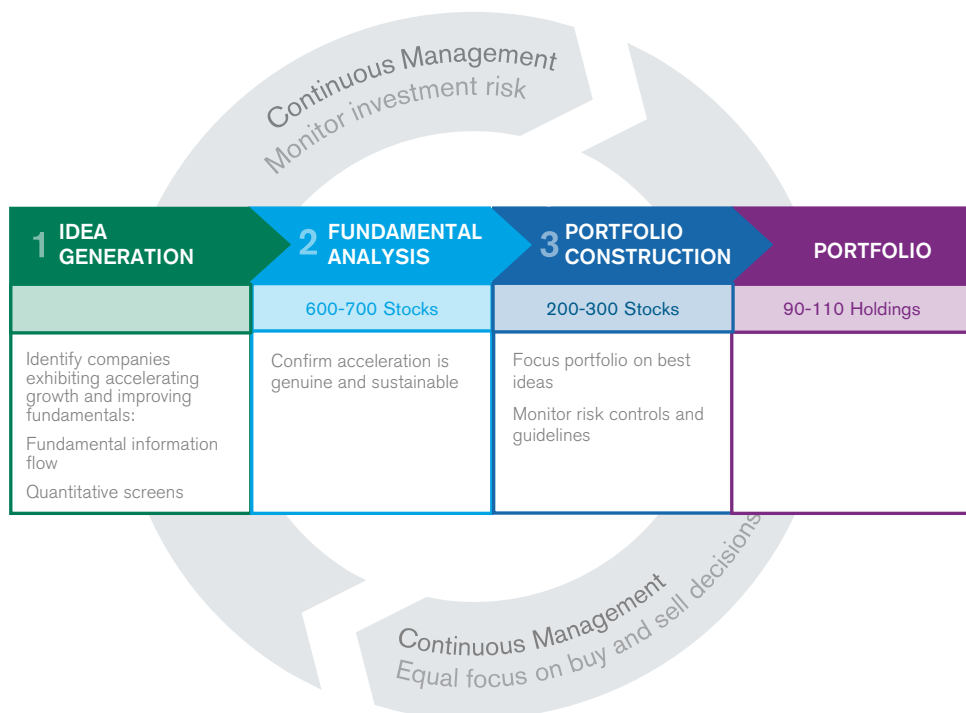 Continuous Management
Monitor investment risk
1 IDEA
GENERATION
2 FUNDAMENTAL
ANALYSIS
3 PORTFOLIO
CONSTRUCTION
PORTFOLIO
600-700 Stocks
200-300 Stocks
90-110 Holdings
Identify companies
exhibiting accelerating
growth and improving
fundamentals:
Fundamental information
flow
Quantitative screens
Confirm acceleration is
genuine and sustainable
Focus portfolio on best
ideas
Monitor risk controls and
guidelines
Continuous Management
Equal focus on buy and sell decisions